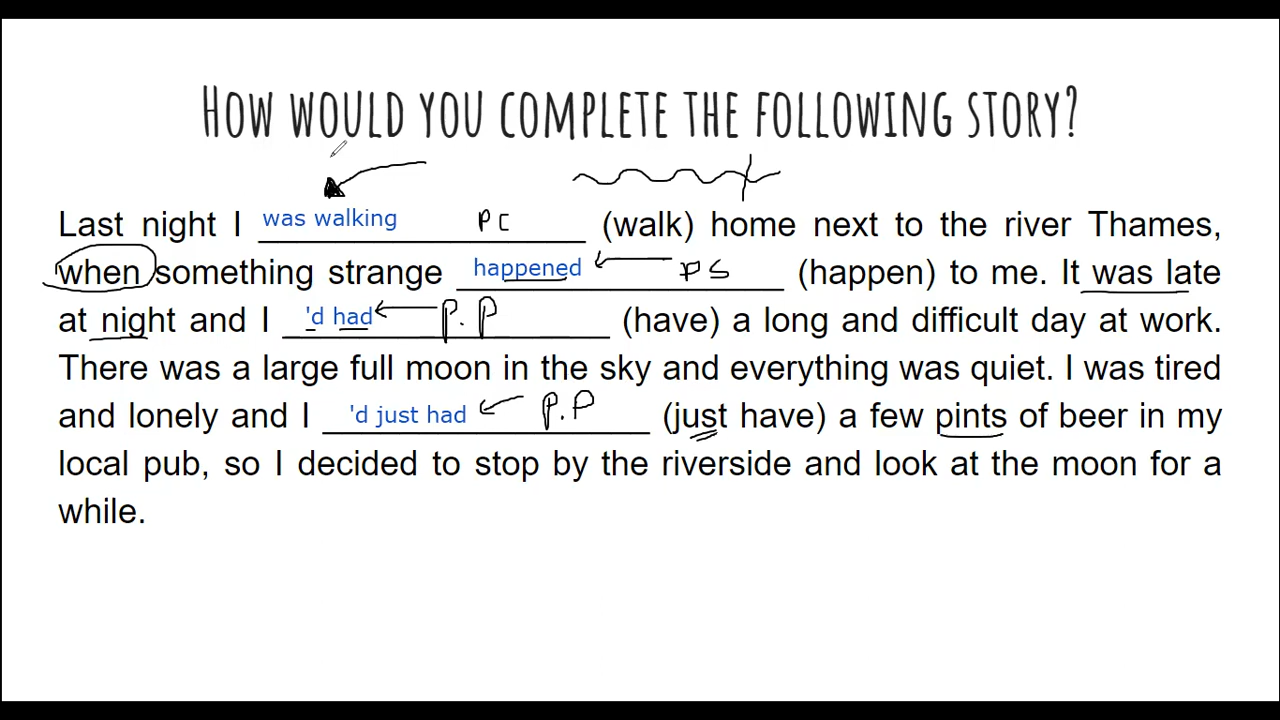 HOW WOULD YOU COMPLETE THE FOLLOWING STORY?
Last night I was walking PC (walk) home next to the river Thames,
when something strange happened PS (happen) to me. It was late
at night and I 'd had P.P (have) a long and difficult day at work.
There was a large full moon in the sky and everything was quiet. I was tired
and lonely and I 'd just had P.P (just have) a few pints of beer in my
local pub, so I decided to stop by the riverside and look at the moon for a
while.